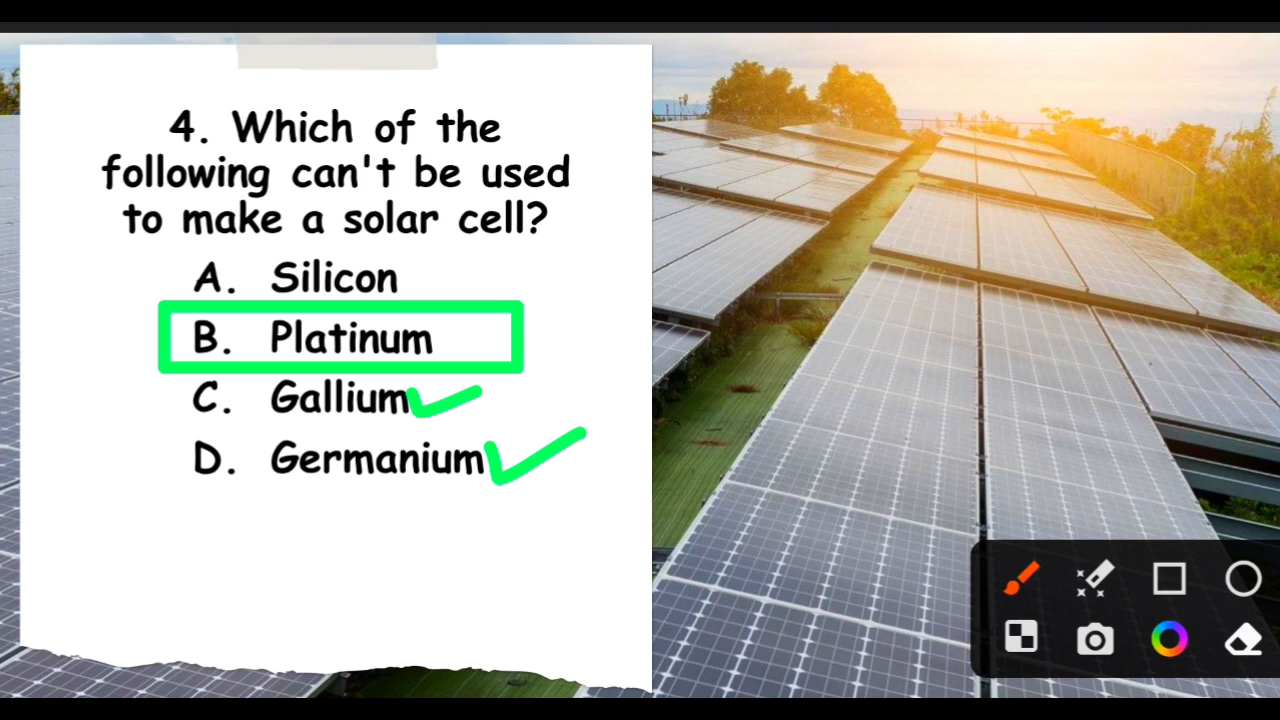 4. Which of the
following can't be used
to make a solar cell?
A. Silicon
B. Platinum
C. Gallium
D. Germanium